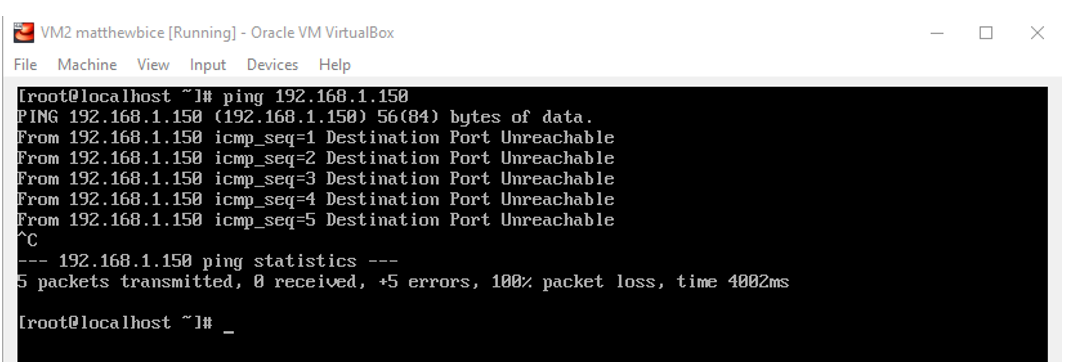 VM2 matthewbice [Running] - Oracle VM VirtualBox
File Machine View Input Devices Help
[root@localhost ~]# ping 192.168.1.150
PING 192.168.1.150 (192.168.1.150) 56(84) bytes of data.
From 192.168.1.150 icmp_seq=1 Destination Port Unreachable
From 192.168.1.150 icmp_seq=2 Destination Port Unreachable
From 192.168.1.150 icmp_seq=3 Destination Port Unreachable
From 192.168.1.150 icmp_seq=4 Destination Port Unreachable
From 192.168.1.150 icmp_seq=5 Destination Port Unreachable
^C
--- 192.168.1.150 ping statistics ---
5 packets transmitted, 0 received, +5 errors, 100% packet loss, time 4002ms
[root@localhost ~]# _